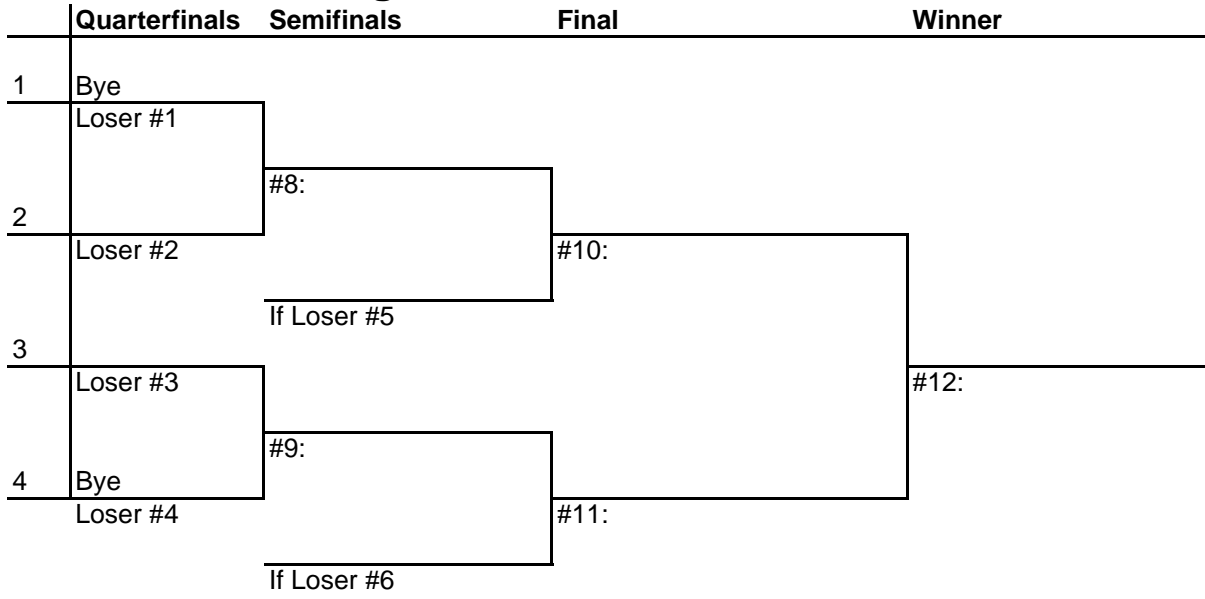 Quarterfinals Semifinals Final Winner
1 Bye
Loser #1
#8:
2
Loser #2 #10:
If Loser #5
3
Loser #3 #12:
#9:
4 Bye
Loser #4 #11:
If Loser #6